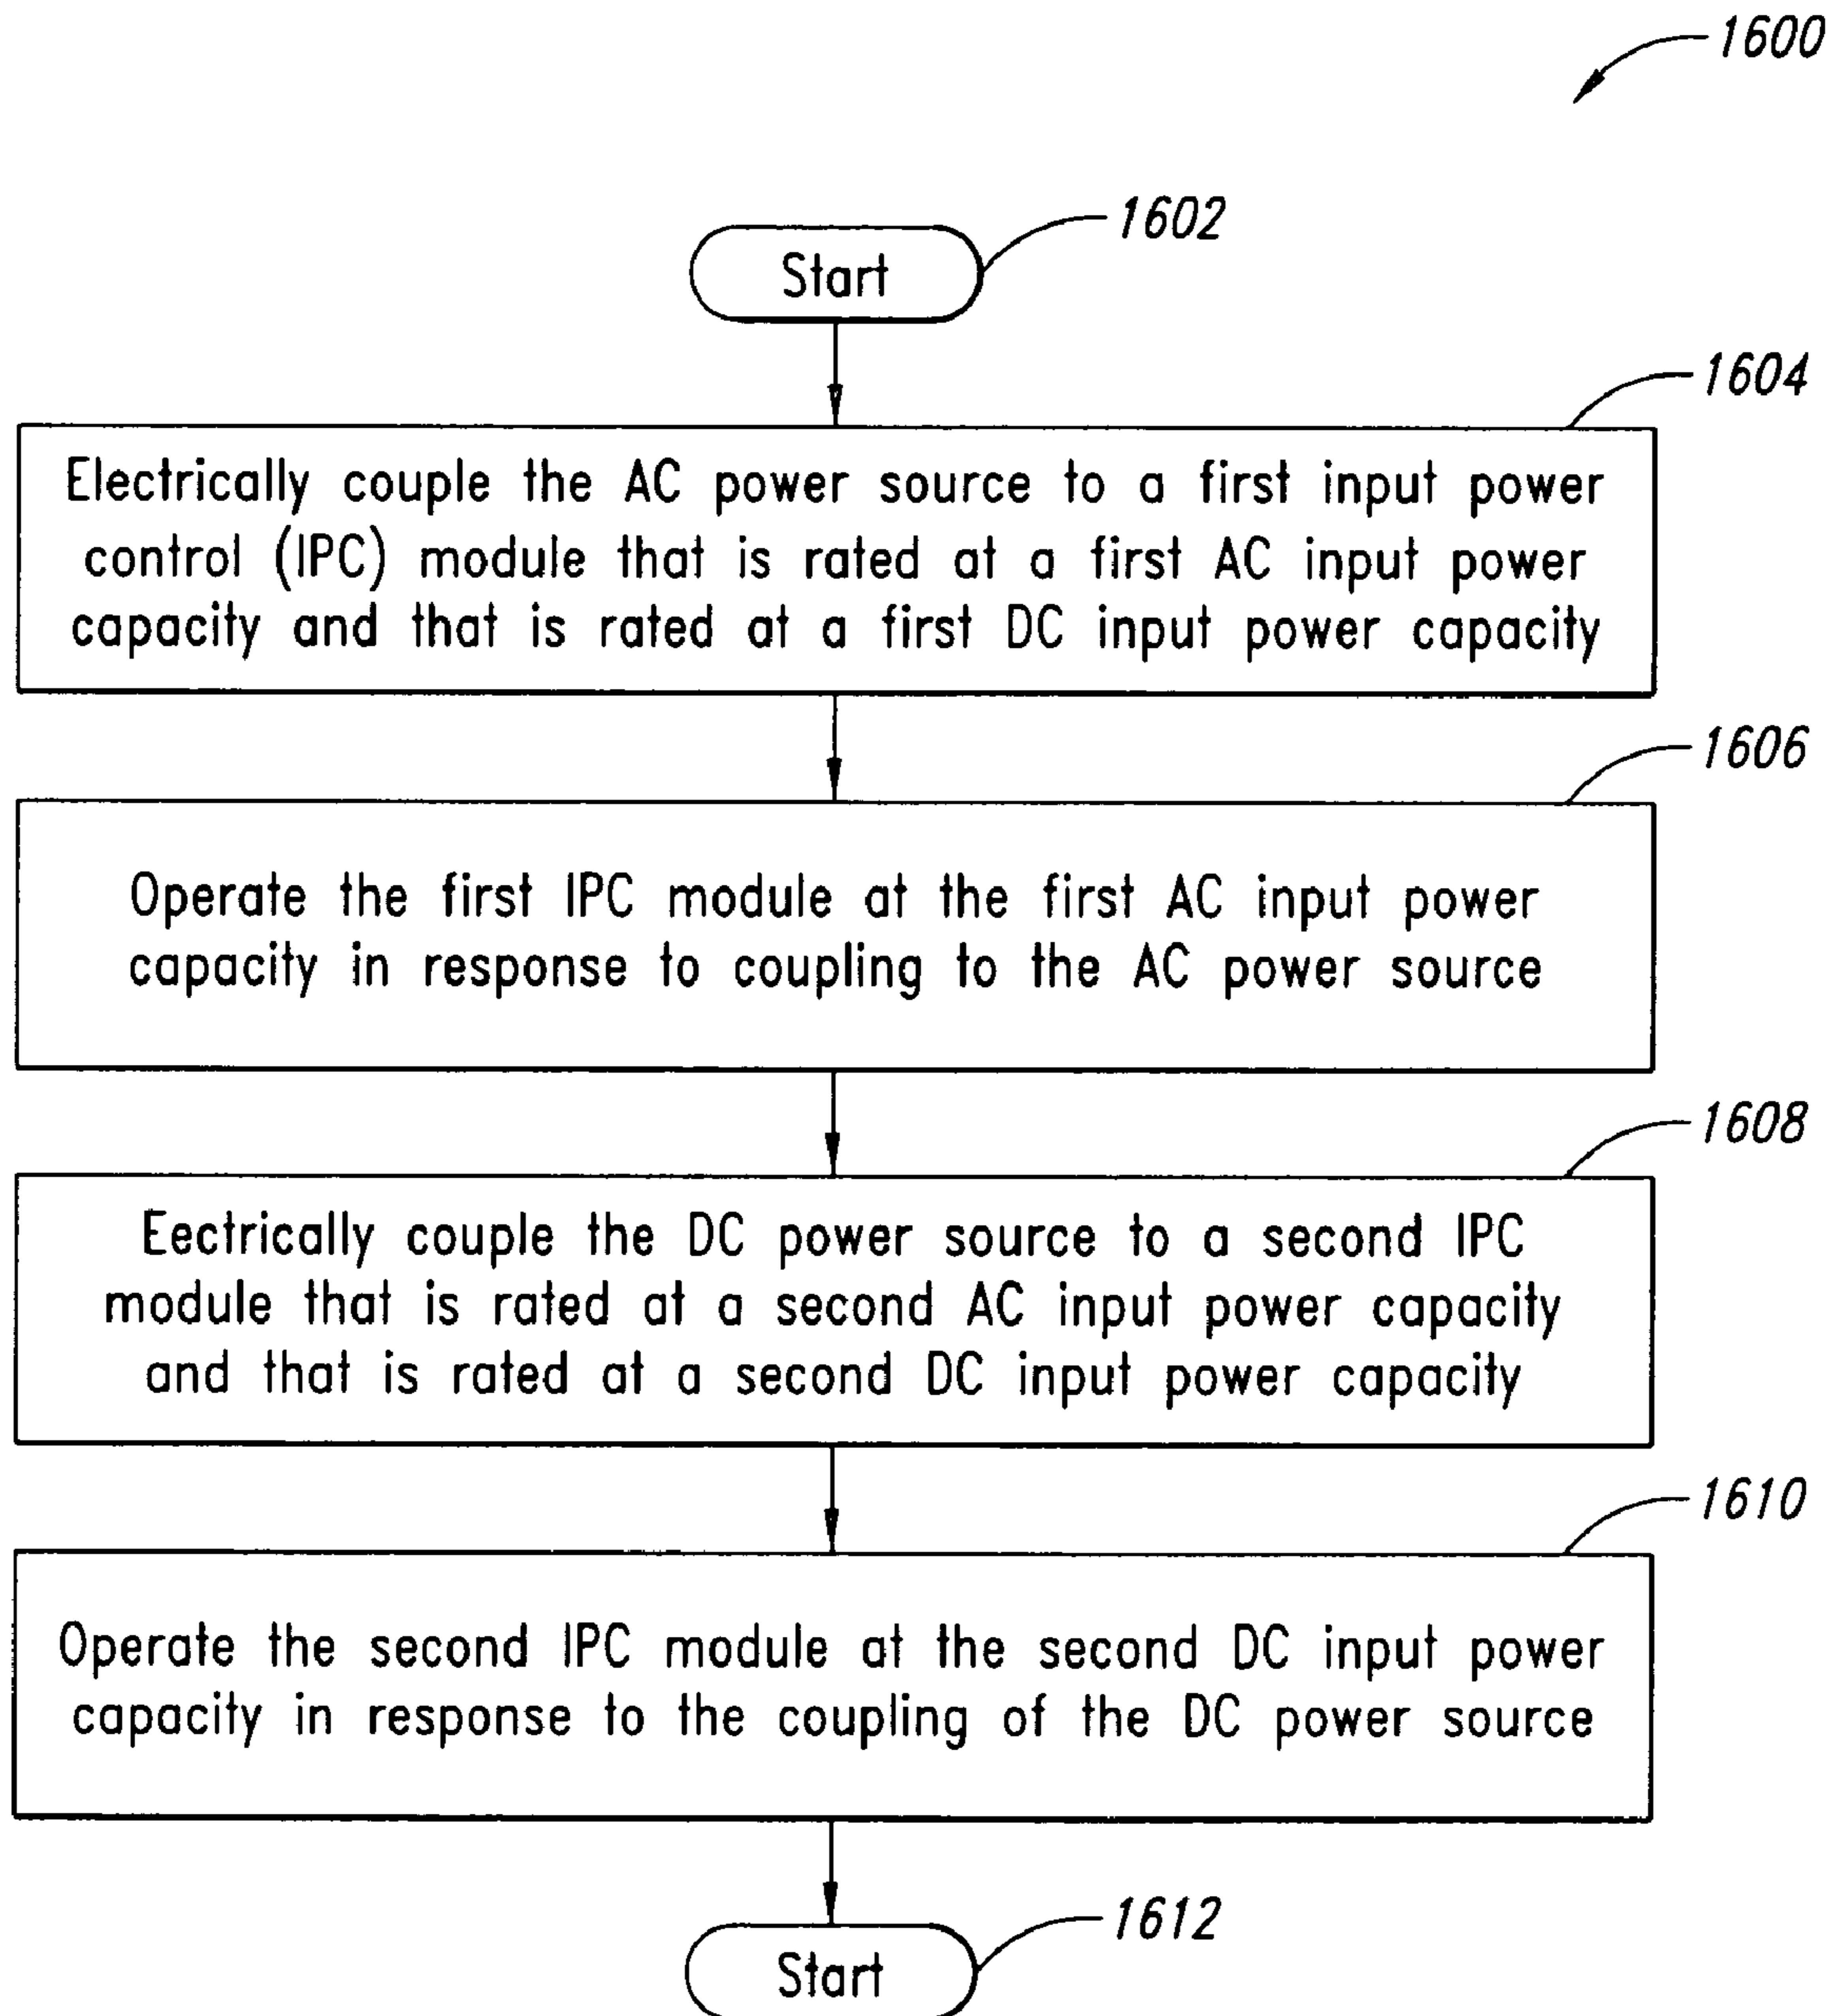 1600
Start
1602
1604
Electrically couple the AC power source to a first input power
control (IPC) module that is rated at a first AC input power
capacity and that is rated at a first DC input power capacity
1606
Operate the first IPC module at the first AC input power
capacity in response to coupling to the AC power source
1608
Eectrically couple the DC power source to a second IPC
module that is rated at a second AC input power capacity
and that is rated at a second DC input power capacity
1610
Operate the second IPC module at the second DC input power
capacity in response to the coupling of the DC power source
1612
Start